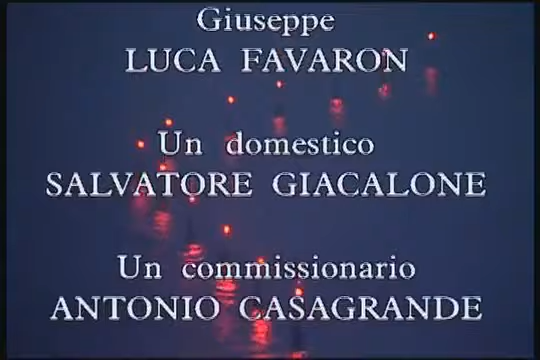 Giuseppe
LUCA FAVARON
Un domestico
SALVATORE GIACALONE
Un commissionario
ANTONIO CASAGRANDE